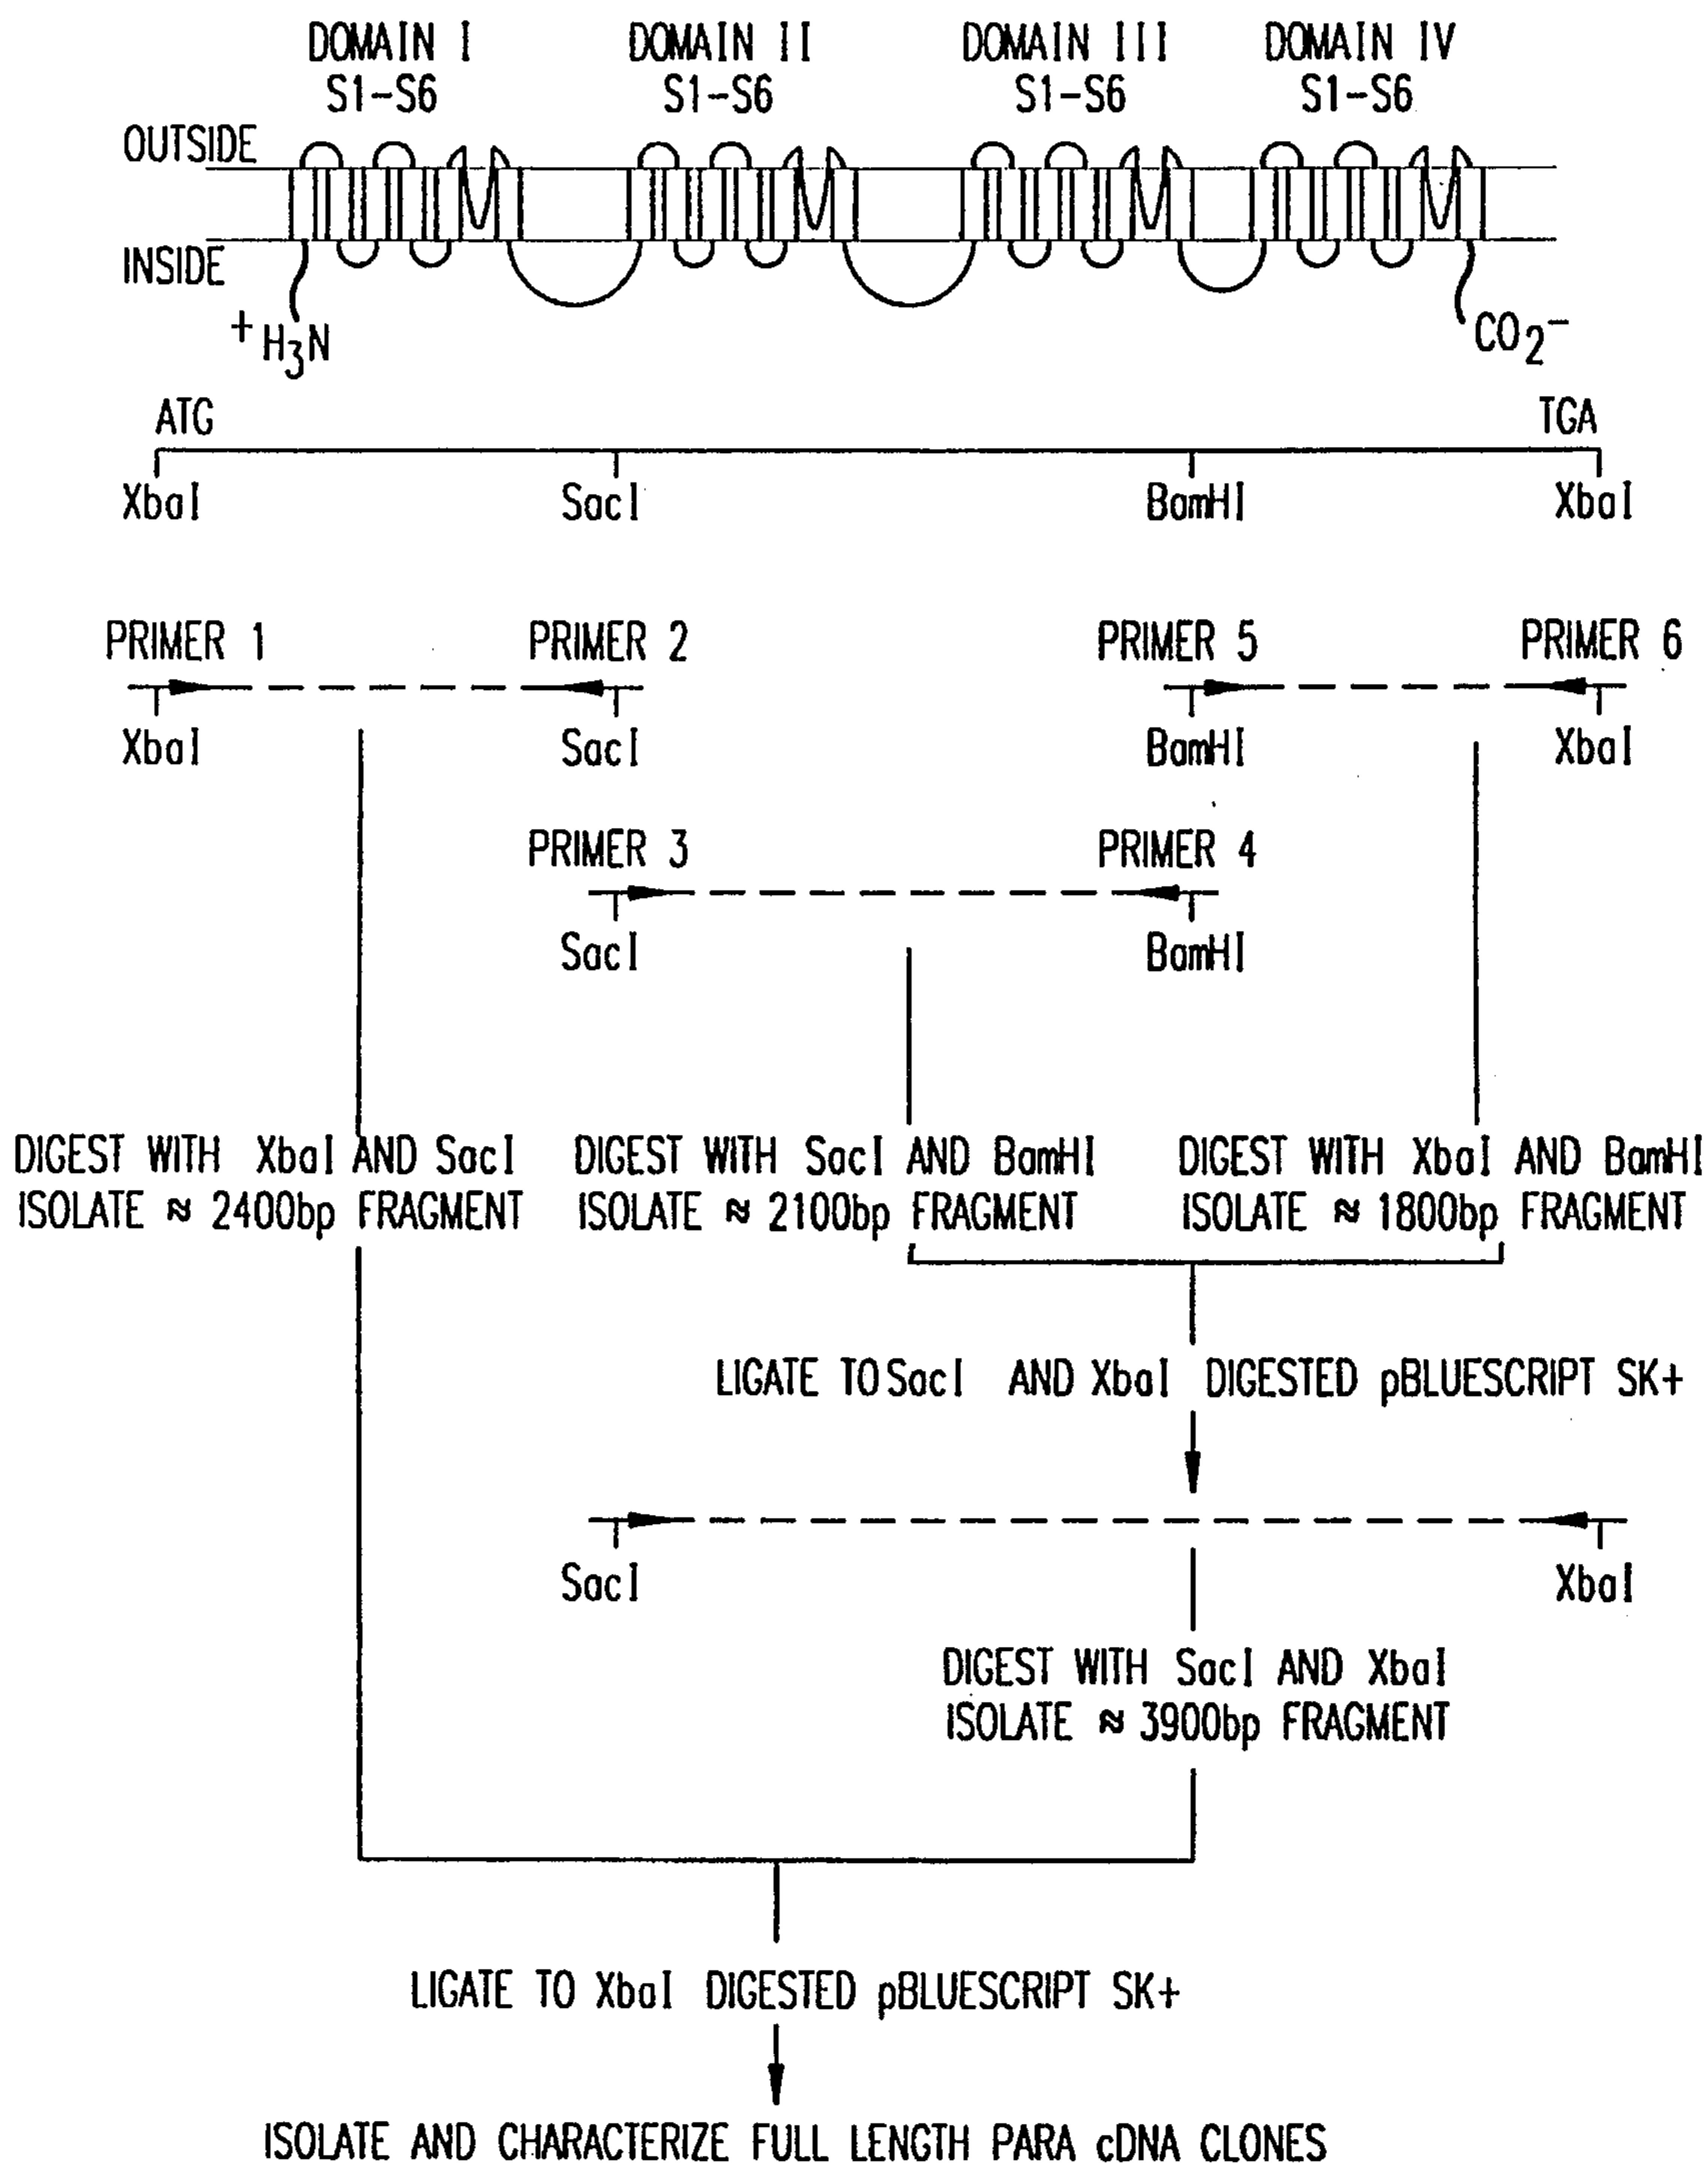 DOMAIN I DOMAIN II DOMAIN III DOMAIN IV
S1-S6 S1-S6 S1-S6 S1-S6
OUTSIDE
INSIDE
+H3N CO2−
ATG TGA
XbaI SacI BamHI XbaI
PRIMER 1 PRIMER 2 PRIMER 5 PRIMER 6
XbaI SacI BamHI XbaI
PRIMER 3 PRIMER 4
SacI BamHI
DIGEST WITH XbaI AND SacI
ISOLATE ≈ 2400bp FRAGMENT
DIGEST WITH SacI AND BamHI
ISOLATE ≈ 2100bp FRAGMENT
DIGEST WITH XbaI AND BamHI
ISOLATE ≈ 1800bp FRAGMENT
LIGATE TO SacI AND XbaI DIGESTED pBLUESCRIPT SK+
SacI XbaI
DIGEST WITH SacI AND XbaI
ISOLATE ≈ 3900bp FRAGMENT
LIGATE TO XbaI DIGESTED pBLUESCRIPT SK+
ISOLATE AND CHARACTERIZE FULL LENGTH PARA cDNA CLONES